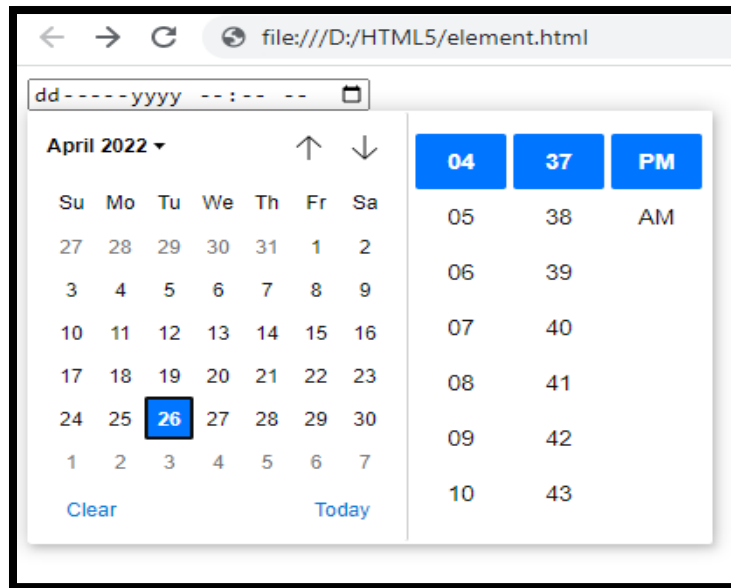 file:///D:/HTML5/element.html
dd-----yyyy --:-- --
April 2022
Su Mo Tu We Th Fr Sa
27 28 29 30 31 1 2
3 4 5 6 7 8 9
10 11 12 13 14 15 16
17 18 19 20 21 22 23
24 25 26 27 28 29 30
1 2 3 4 5 6 7
Clear Today
04 37 PM
05 38 AM
06 39
07 40
08 41
09 42
10 43